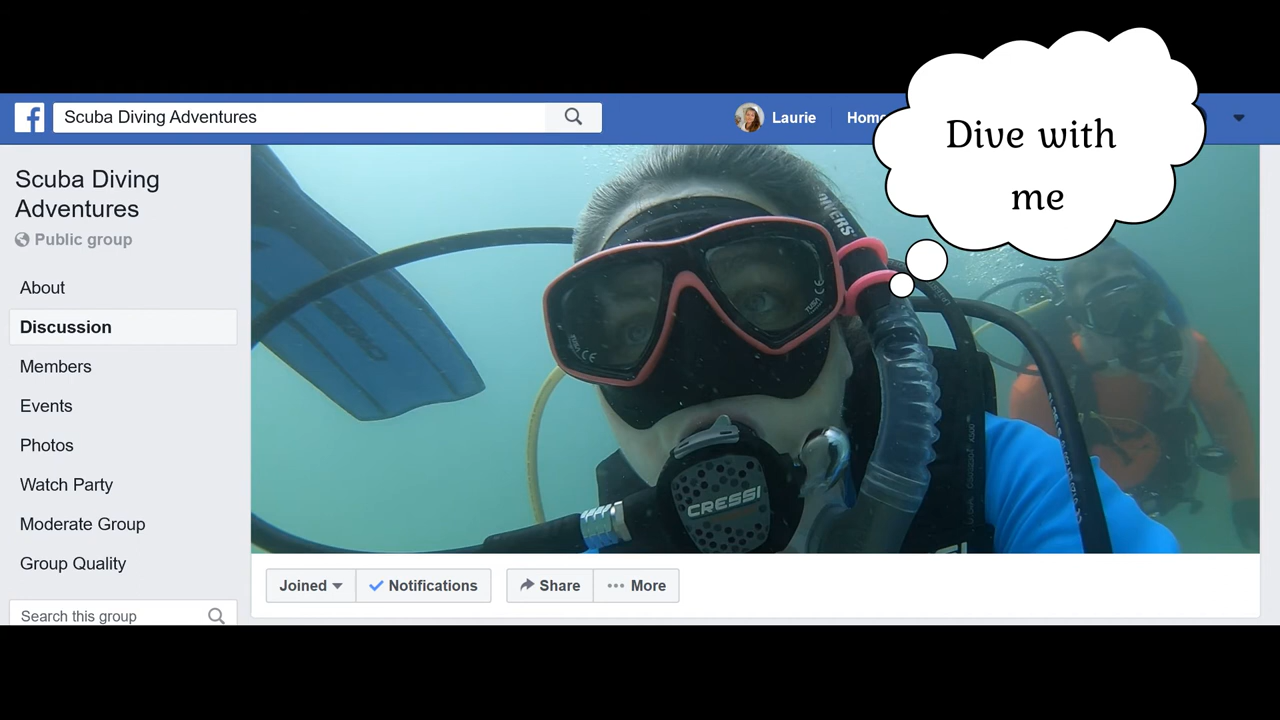 Scuba Diving Adventures
Laurie
Dive with
me
Scuba Diving
Adventures
Public group
About
Discussion
Members
Events
Photos
Watch Party
Moderate Group
Group Quality
Search this group
DIVERS
CRESSI
Joined
Notifications
Share
More